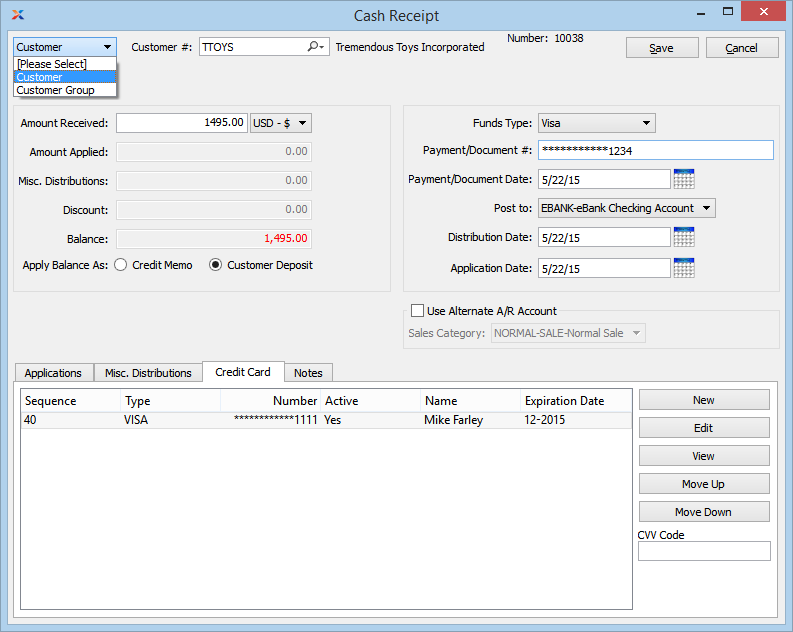 Cash Receipt
Customer Customer #: TTOYS Tremendous Toys Incorporated Number: 10038 Save Cancel
[Please Select]
Customer
Customer Group
Amount Received: 1495.00 USD - $
Amount Applied: 0.00
Misc. Distributions: 0.00
Discount: 0.00
Balance: 1,495.00
Apply Balance As: Credit Memo Customer Deposit
Funds Type: Visa
Payment/Document #: ***********1234
Payment/Document Date: 5/22/15
Post to: EBANK-eBank Checking Account
Distribution Date: 5/22/15
Application Date: 5/22/15
Use Alternate A/R Account
Sales Category: NORMAL-SALE-Normal Sale
Applications Misc. Distributions Credit Card Notes
Sequence Type Number Active Name Expiration Date
40 VISA ************1111 Yes Mike Farley 12-2015
New
Edit
View
Move Up
Move Down
CVV Code